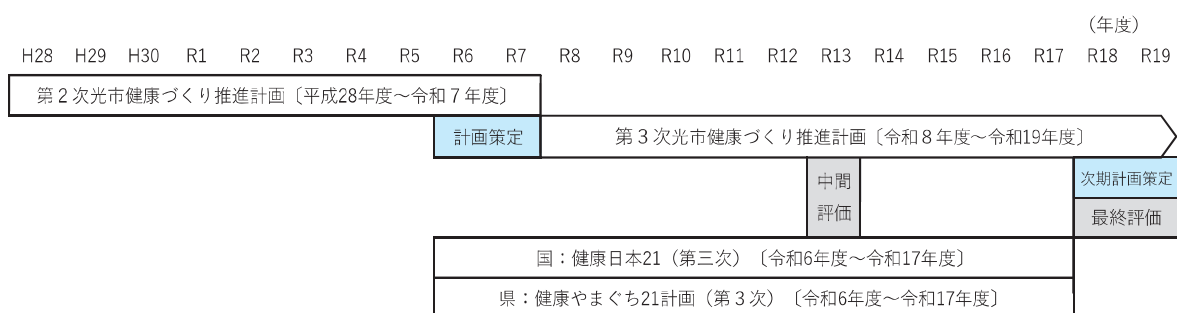 （年度）
H28 H29 H30 R1 R2 R3 R4 R5 R6 R7 R8 R9 R10 R11 R12 R13 R14 R15 R16 R17 R18 R19
第２次光市健康づくり推進計画〔平成28年度～令和７年度〕
計画策定 第３次光市健康づくり推進計画〔令和８年度～令和19年度〕
中間
評価
次期計画策定
最終評価
国：健康日本21（第三次）〔令和6年度～令和17年度〕
県：健康やまぐち21計画（第３次）〔令和6年度～令和17年度〕